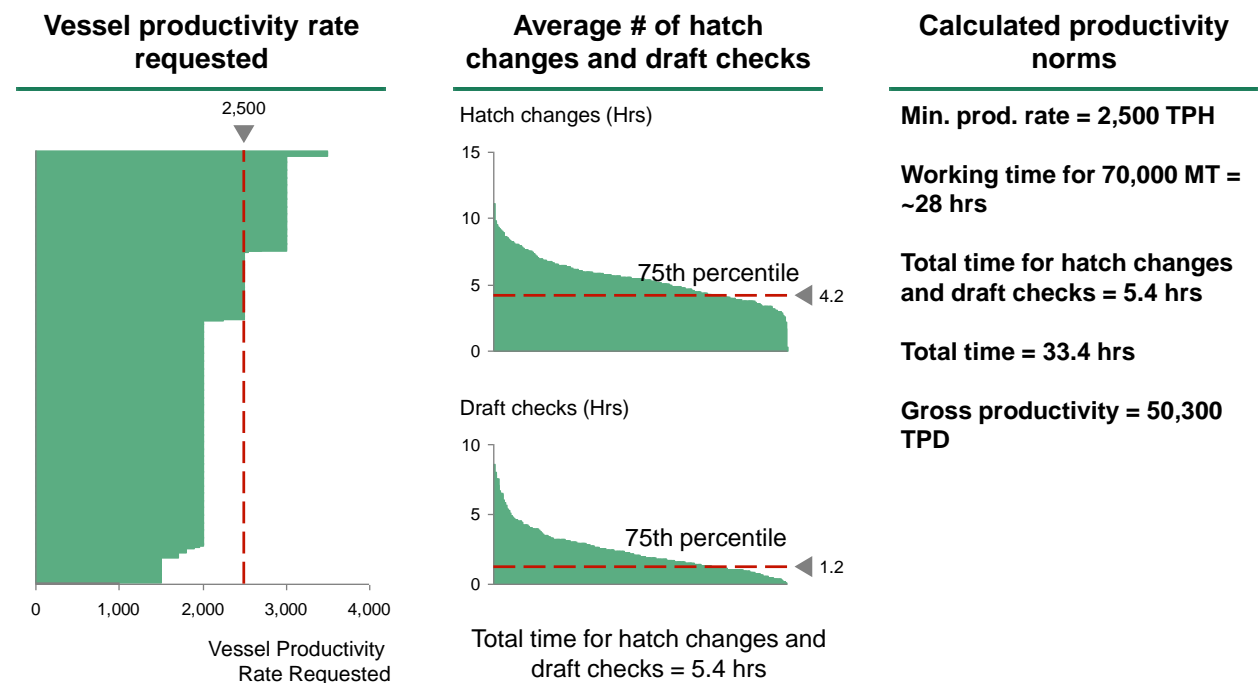 Vessel productivity rate
requested
2,500
0
1,000
2,000
3,000
4,000
Vessel Productivity
Rate Requested
Average # of hatch
changes and draft checks
Hatch changes (Hrs)
15
10
5
0
75th percentile
4.2
Draft checks (Hrs)
10
5
0
75th percentile
1.2
Total time for hatch changes and
draft checks = 5.4 hrs
Calculated productivity
norms
Min. prod. rate = 2,500 TPH
Working time for 70,000 MT =
~28 hrs
Total time for hatch changes
and draft checks = 5.4 hrs
Total time = 33.4 hrs
Gross productivity = 50,300
TPD